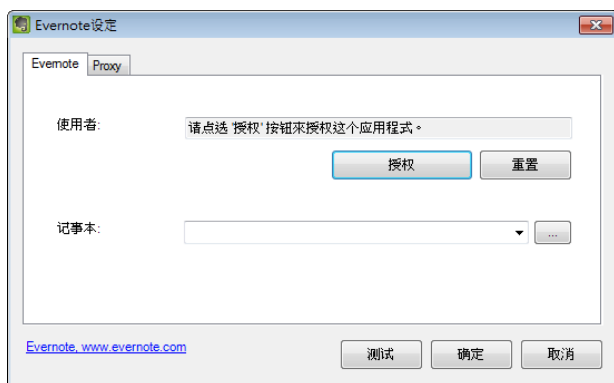 Evernote设定
Evernote Proxy
使用者: 请点选 '授权' 按钮來授权这个应用程式。
授权 重置
记事本:
...
Evernote, www.evernote.com
测试 确定 取消